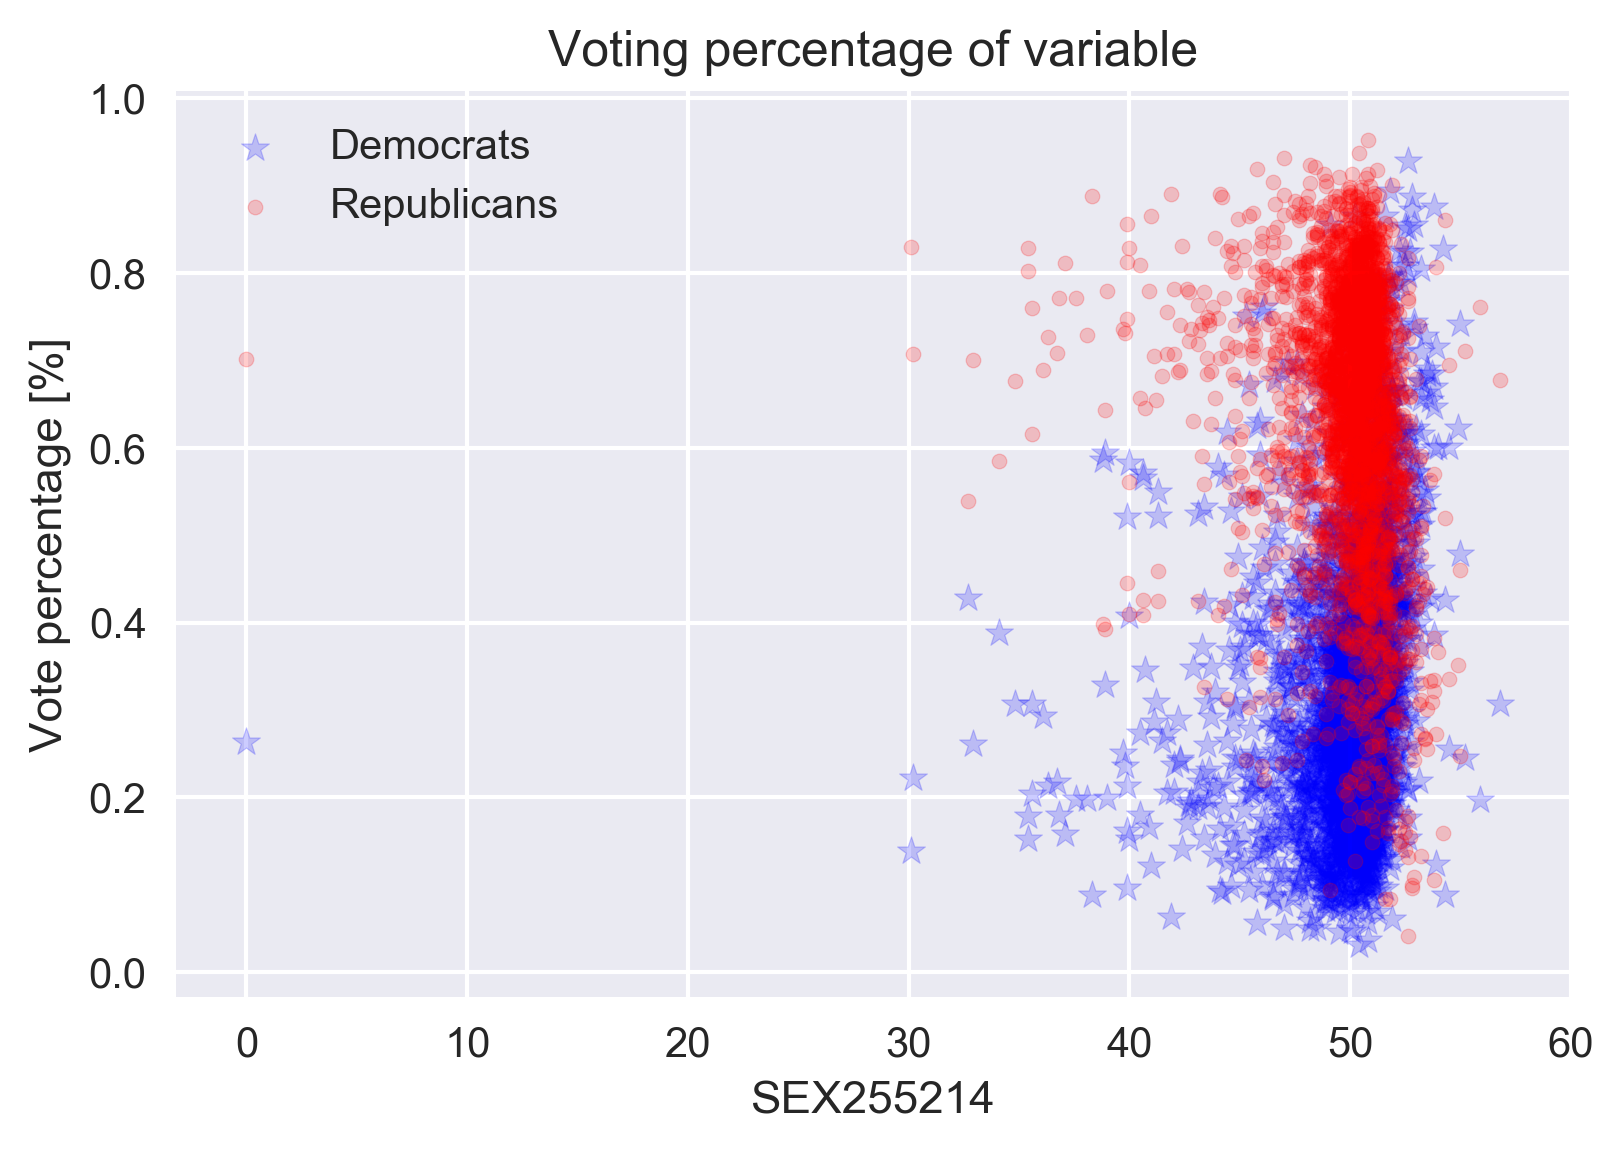 Voting percentage of variable
Democrats
Republicans
1.0
0.8
0.6
0.4
0.2
0.0
Vote percentage [%]
0 10 20 30 40 50 60
SEX255214